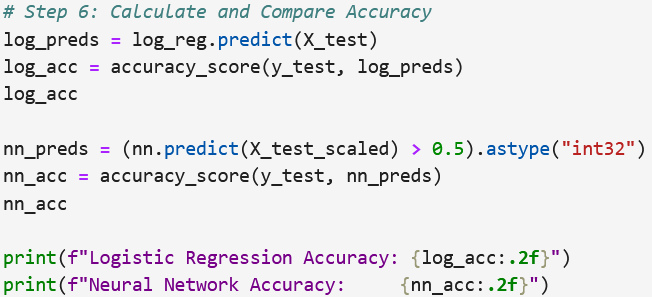 # Step 6: Calculate and Compare Accuracy
log_preds = log_reg.predict(X_test)
log_acc = accuracy_score(y_test, log_preds)
log_acc

nn_preds = (nn.predict(X_test_scaled) > 0.5).astype("int32")
nn_acc = accuracy_score(y_test, nn_preds)
nn_acc

print(f"Logistic Regression Accuracy: {log_acc:.2f}")
print(f"Neural Network Accuracy:     {nn_acc:.2f}")